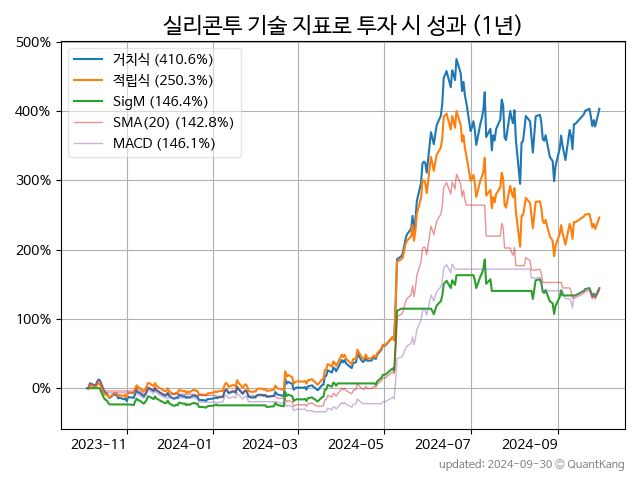 실리콘투 기술 지표로 투자 시 성과 (1년)
500%
400%
300%
200%
100%
0%
거치식 (410.6%)
적립식 (250.3%)
SigM (146.4%)
SMA(20) (142.8%)
MACD (146.1%)
2023-11
2024-01
2024-03
2024-05
2024-07
2024-09
updated: 2024-09-30 © QuantKang